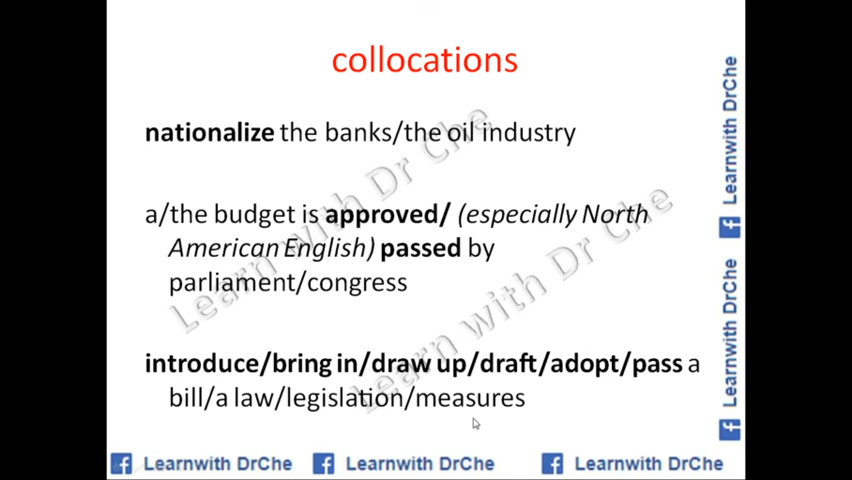 collocations
nationalize the banks/the oil industry
a/the budget is approved/ (especially North
American English) passed by
parliament/congress
introduce/bring in/draw up/draft/adopt/pass a
bill/a law/legislation/measures
Learn with Dr Che
Learn with Dr Che
Learnwith DrChe
Learnwith DrChe
Learnwith DrChe
Learnwith DrChe
Learnwith DrChe